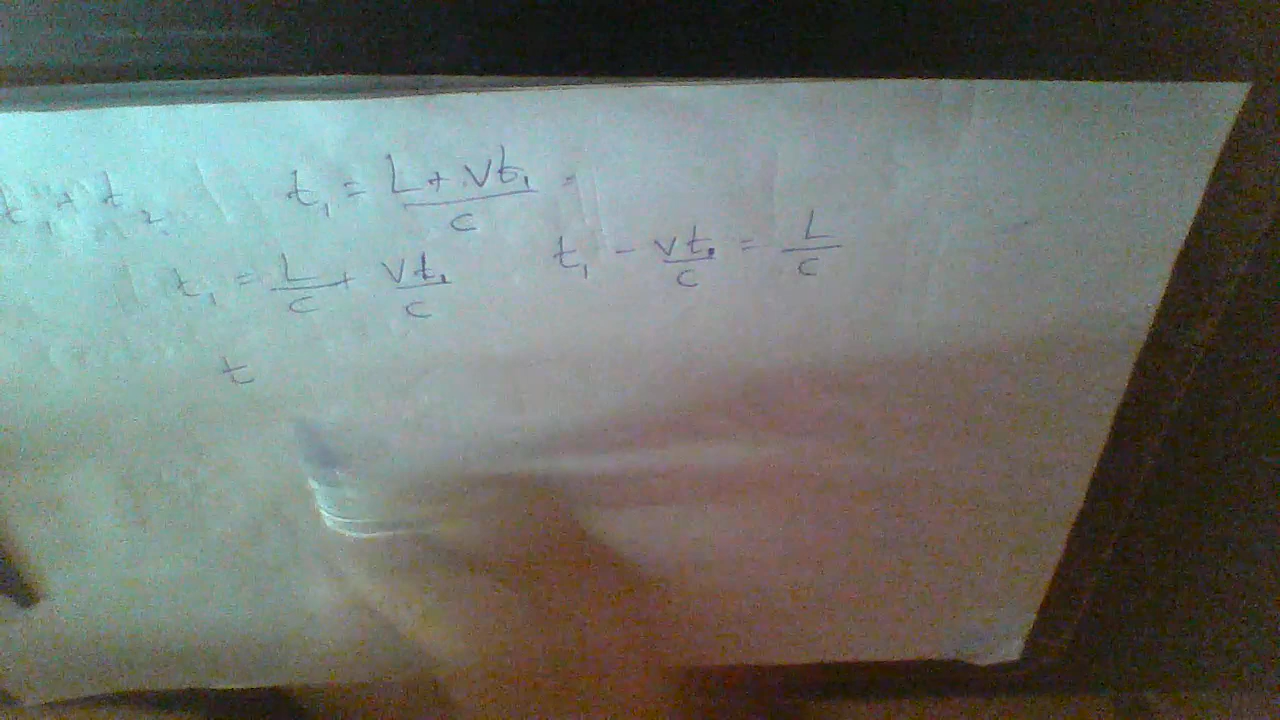 t₁ + t₂ t₁ = (L + Vt₁)/c =
t₁ = L/c + Vt₁/c t₁ - Vt₁/c = L/c
t